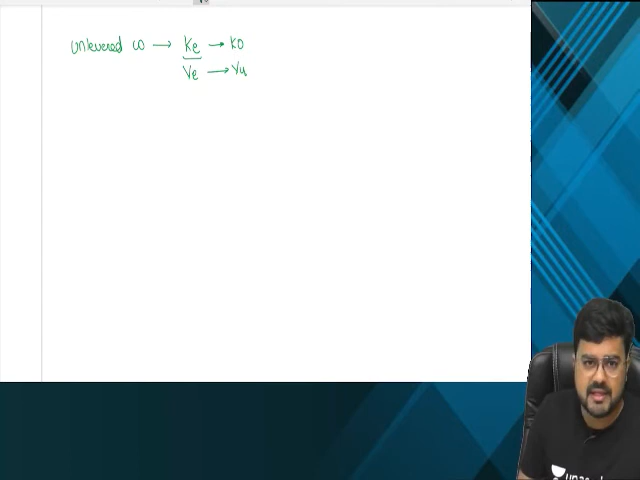 Unlevered co → Ke → Ko
Ve → Vu